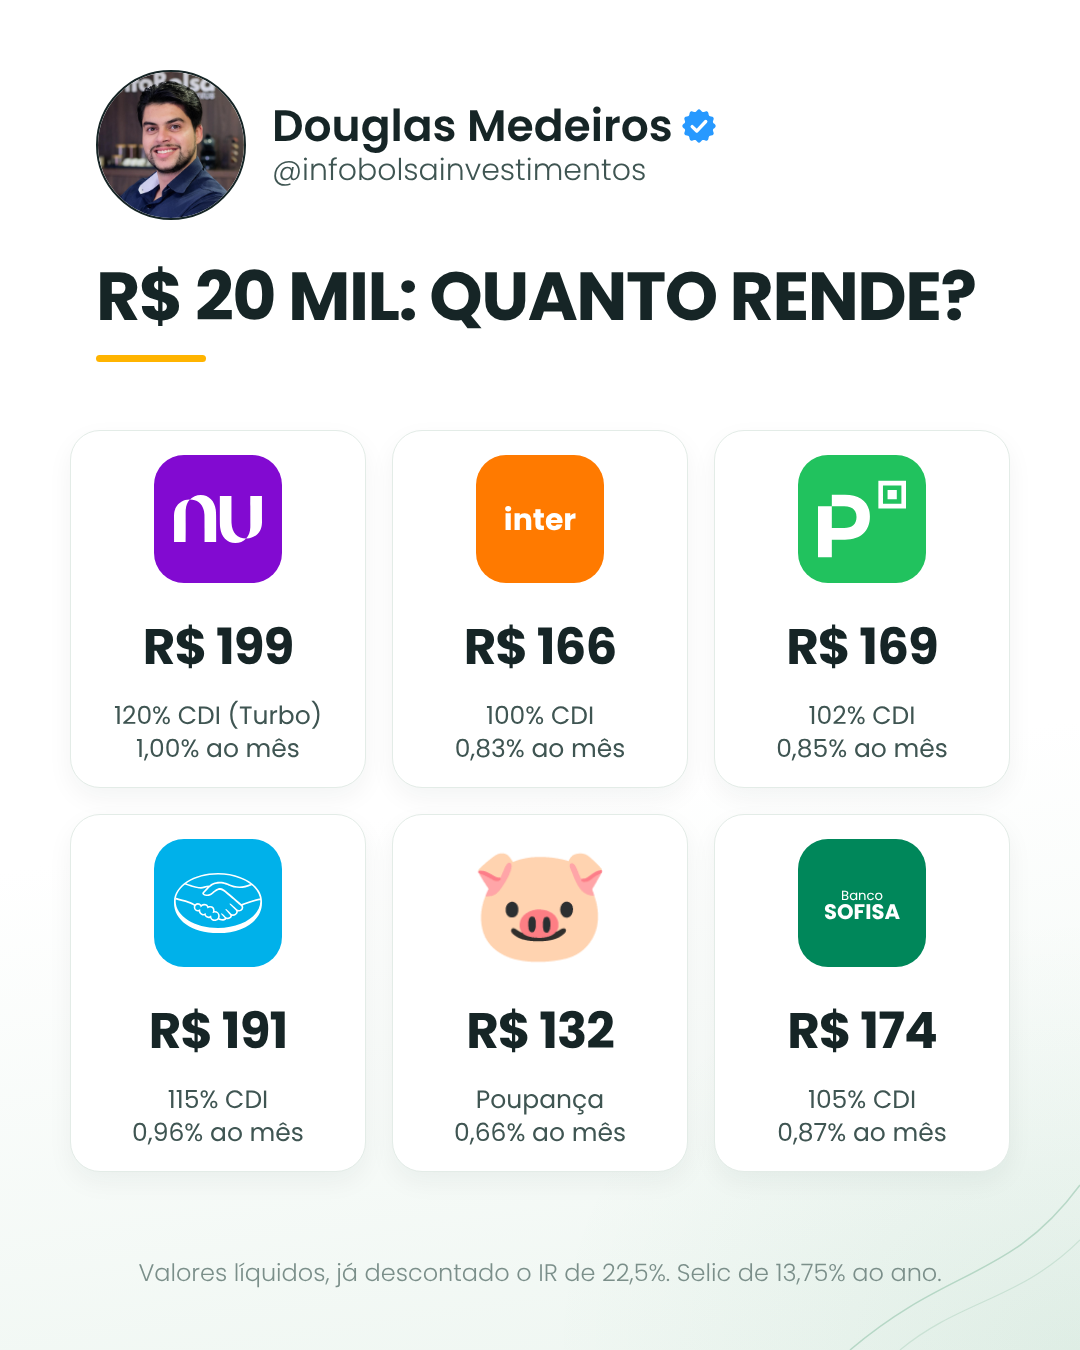 Douglas Medeiros
@infobolsainvestimentos
R$ 20 MIL: QUANTO RENDE?
nu
inter
P
R$ 199
R$ 166
R$ 169
120% CDI (Turbo)
1,00% ao mês
100% CDI
0,83% ao mês
102% CDI
0,85% ao mês
Banco
SOFISA
R$ 191
R$ 132
R$ 174
115% CDI
0,96% ao mês
Poupança
0,66% ao mês
105% CDI
0,87% ao mês
Valores líquidos, já descontado o IR de 22,5%. Selic de 13,75% ao ano.